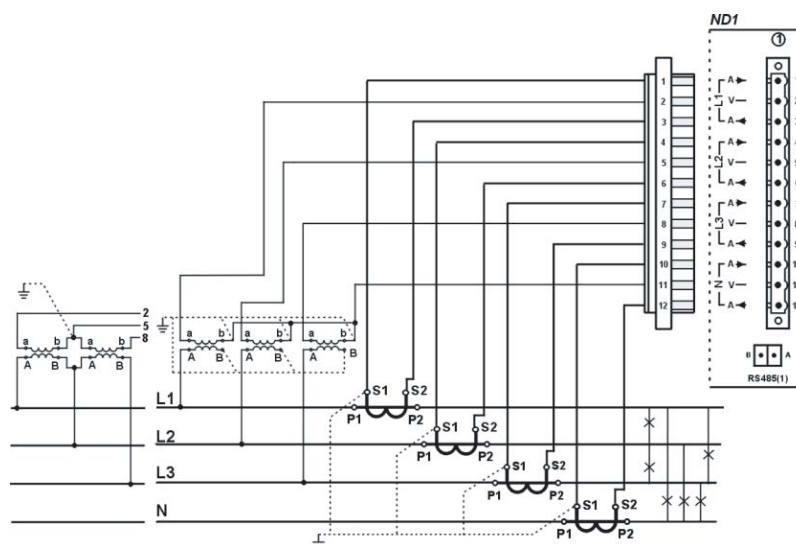 ND1
1
1
2
3
4
5
6
7
8
9
10
11
12
L1
A
V
A
L2
A
V
A
L3
A
V
A
N
A
V
A
B A
RS485(1)
2
5
8
a b a b
A B A B
a b a b a b
A B A B A B
L1
L2
L3
N
S1 S2
P1 P2
S1 S2
P1 P2
S1 S2
P1 P2
S1 S2
P1 P2